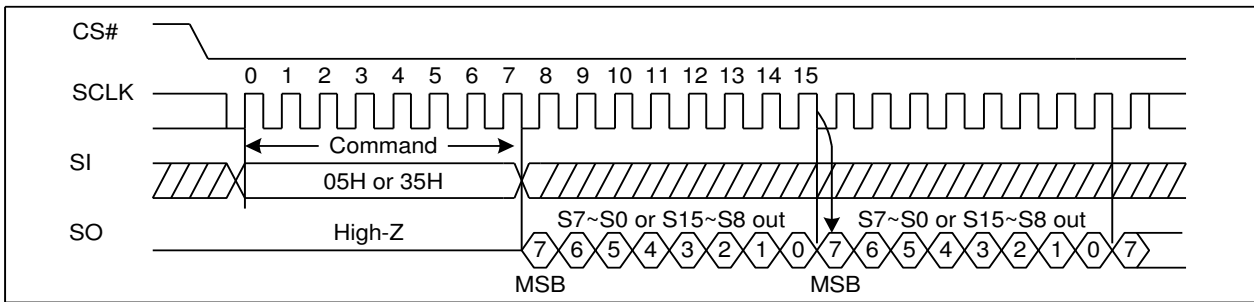 CS#
0 1 2 3 4 5 6 7 8 9 10 11 12 13 14 15
SCLK
Command
SI
05H or 35H
S7~S0 or S15~S8 out S7~S0 or S15~S8 out
SO
High-Z
7 6 5 4 3 2 1 0 7 6 5 4 3 2 1 0 7
MSB MSB